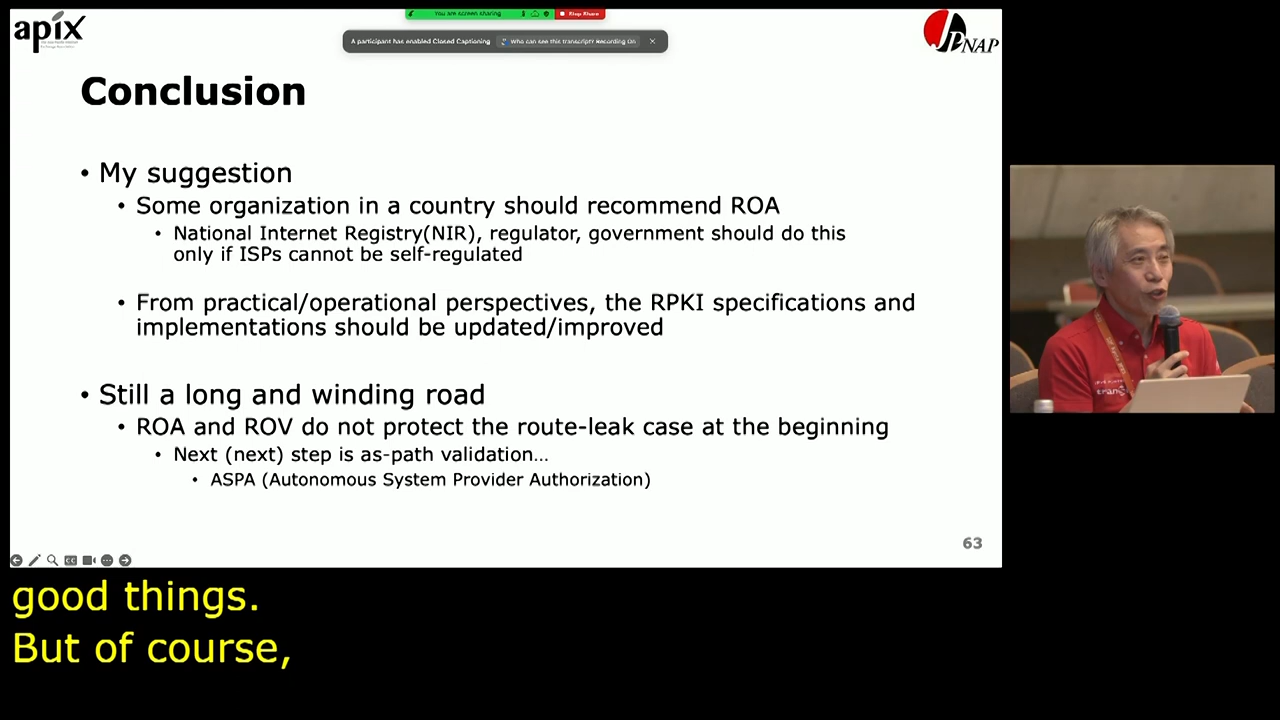 apix
You are screen sharing
Stop Share
A participant has enabled Closed Captioning
Who can see this transcript? Recording On
JPNAP
Conclusion
• My suggestion
• Some organization in a country should recommend ROA
• National Internet Registry(NIR), regulator, government should do this
only if ISPs cannot be self-regulated
• From practical/operational perspectives, the RPKI specifications and
implementations should be updated/improved
• Still a long and winding road
• ROA and ROV do not protect the route-leak case at the beginning
• Next (next) step is as-path validation…
• ASPA (Autonomous System Provider Authorization)
63
good things.
But of course,